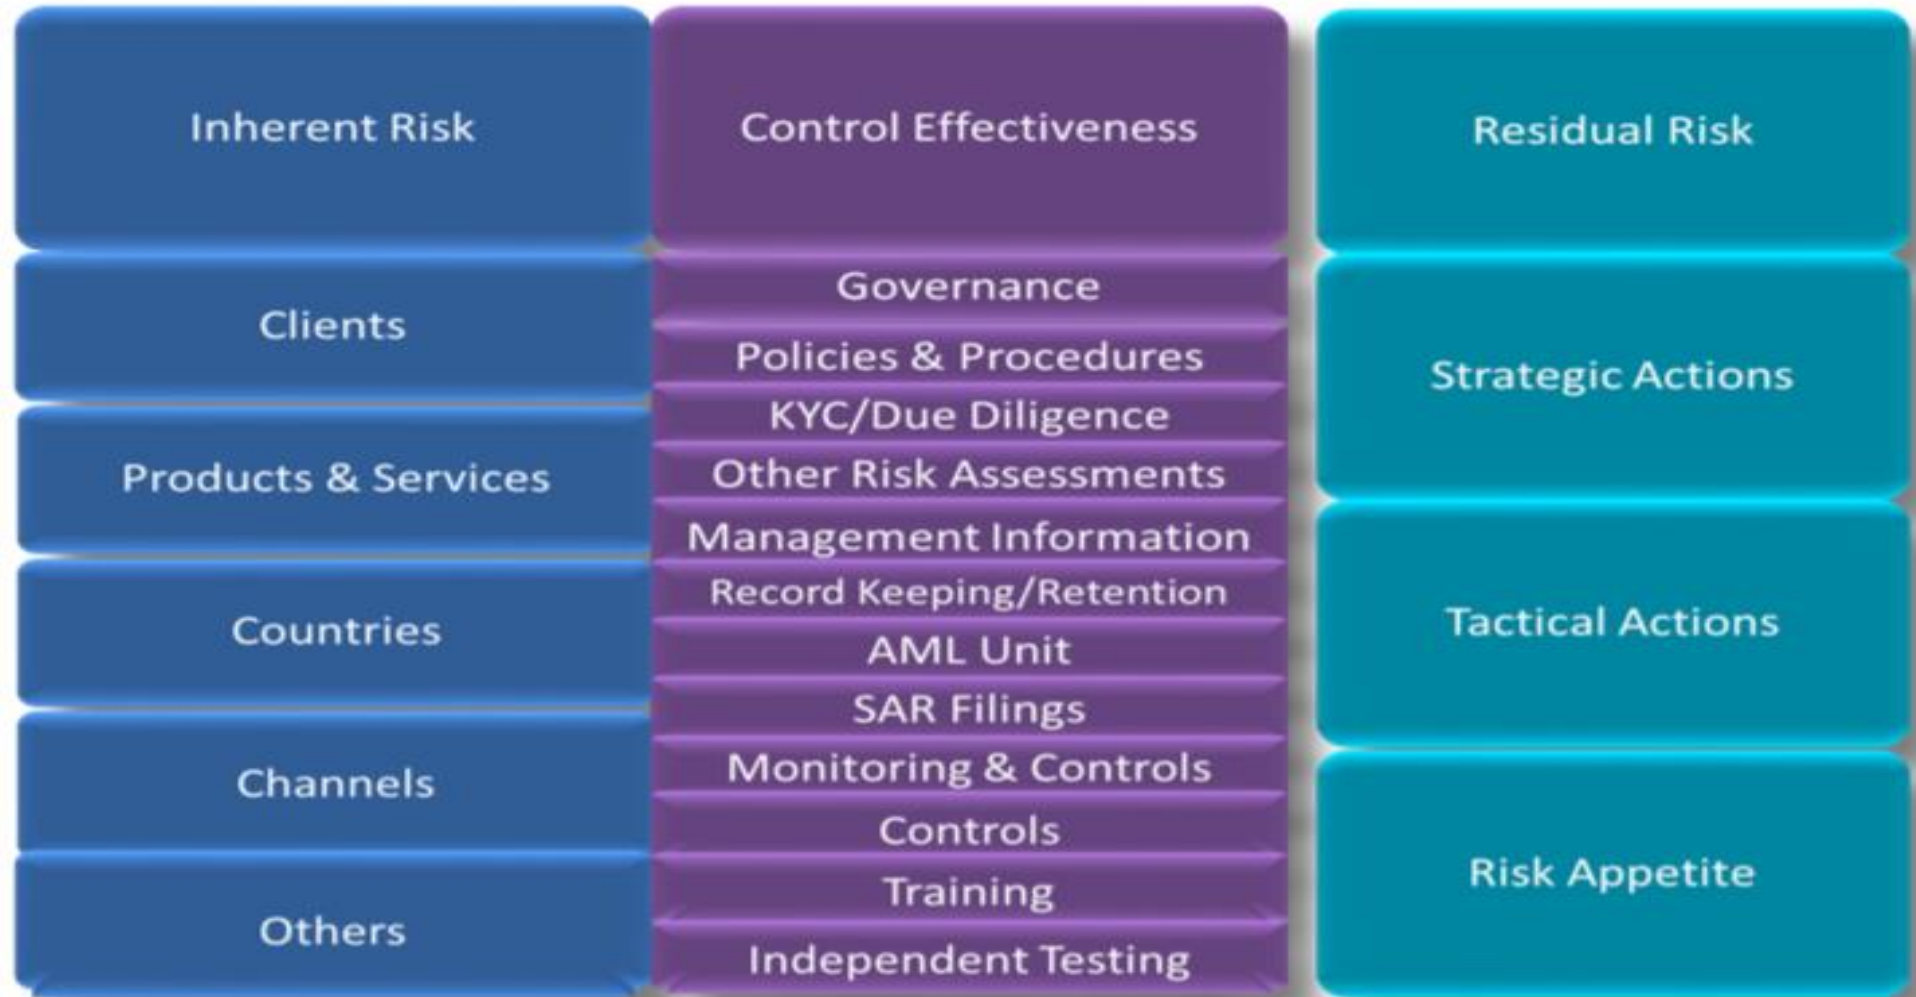 Inherent Risk
Clients
Products & Services
Countries
Channels
Others
Control Effectiveness
Governance
Policies & Procedures
KYC/Due Diligence
Other Risk Assessments
Management Information
Record Keeping/Retention
AML Unit
SAR Filings
Monitoring & Controls
Controls
Training
Independent Testing
Residual Risk
Strategic Actions
Tactical Actions
Risk Appetite